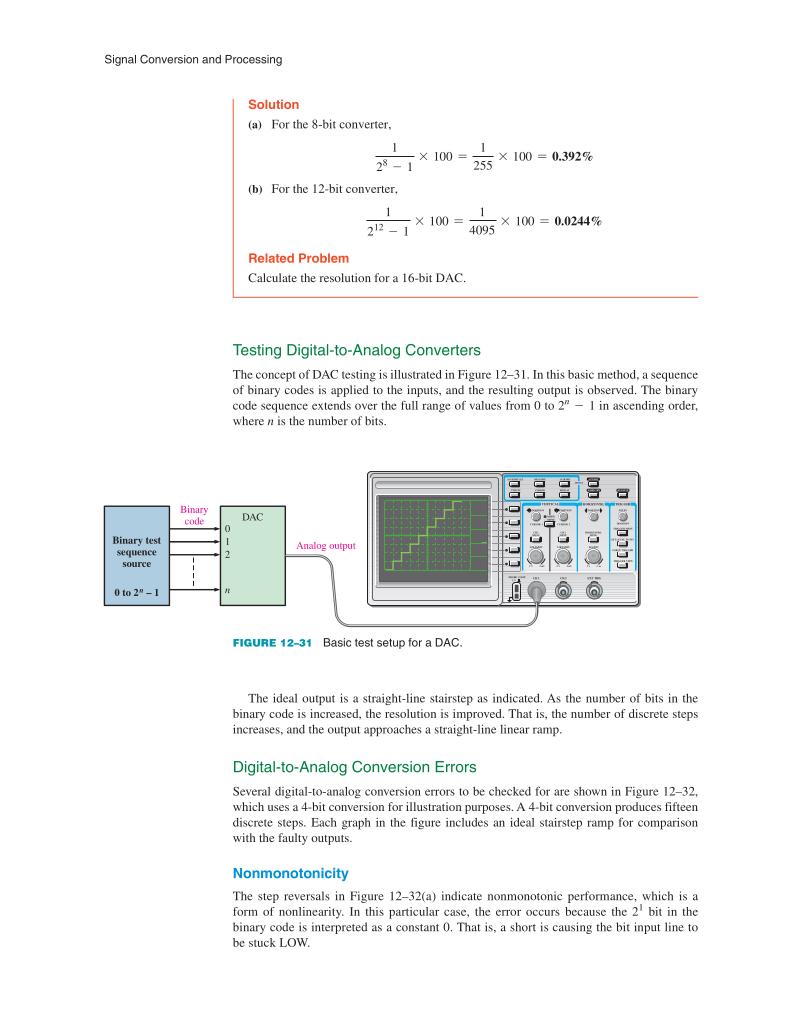 Signal Conversion and Processing
Solution
(a) For the 8-bit converter,
1/(2^8 − 1) × 100 = 1/255 × 100 = 0.392%
(b) For the 12-bit converter,
1/(2^12 − 1) × 100 = 1/4095 × 100 = 0.0244%
Related Problem
Calculate the resolution for a 16-bit DAC.
Testing Digital-to-Analog Converters
The concept of DAC testing is illustrated in Figure 12–31. In this basic method, a sequence
of binary codes is applied to the inputs, and the resulting output is observed. The binary
code sequence extends over the full range of values from 0 to 2^n − 1 in ascending order,
where n is the number of bits.
Binary test
sequence
source
0 to 2^n – 1
Binary
code
DAC
0
1
2
n
Analog output
CH 1
CH 2
EXT TRIG
FIGURE 12–31 Basic test setup for a DAC.
The ideal output is a straight-line stairstep as indicated. As the number of bits in the
binary code is increased, the resolution is improved. That is, the number of discrete steps
increases, and the output approaches a straight-line linear ramp.
Digital-to-Analog Conversion Errors
Several digital-to-analog conversion errors to be checked for are shown in Figure 12–32,
which uses a 4-bit conversion for illustration purposes. A 4-bit conversion produces fifteen
discrete steps. Each graph in the figure includes an ideal stairstep ramp for comparison
with the faulty outputs.
Nonmonotonicity
The step reversals in Figure 12–32(a) indicate nonmonotonic performance, which is a
form of nonlinearity. In this particular case, the error occurs because the 2^1 bit in the
binary code is interpreted as a constant 0. That is, a short is causing the bit input line to
be stuck LOW.